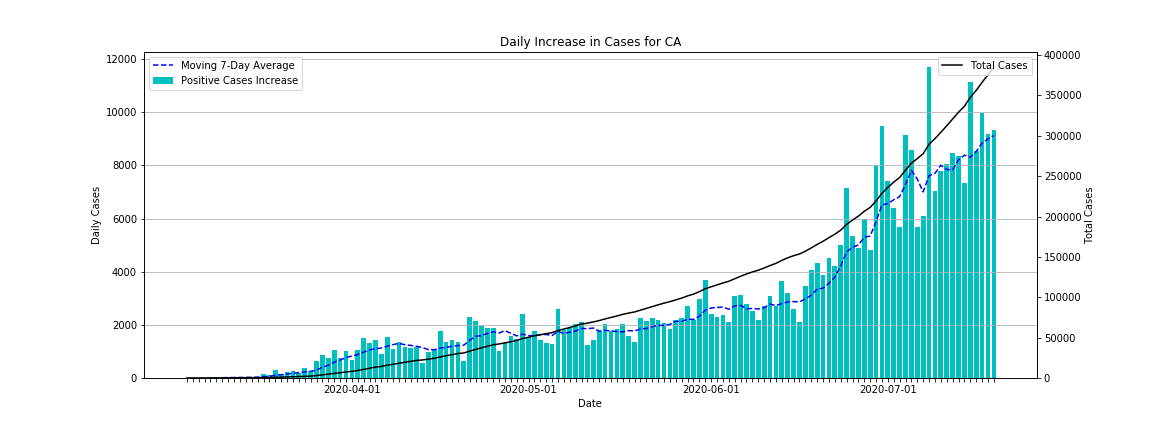 Daily Increase in Cases for CA
Moving 7-Day Average
Positive Cases Increase
Total Cases
12000
10000
8000
6000
4000
2000
0
Daily Cases
400000
350000
300000
250000
200000
150000
100000
50000
0
Total Cases
2020-04-01
2020-05-01
2020-06-01
2020-07-01
Date